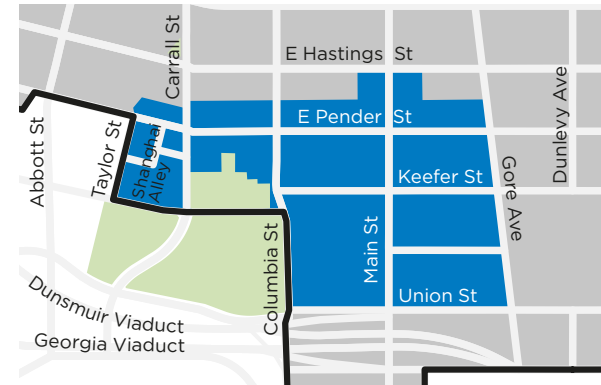 Carrall St
E Hastings St
E Pender St
Dunlevy Ave
Abbott St
Taylor St
Shanghai
Alley
Keefer St
Gore Ave
Main St
Columbia St
Union St
Dunsmuir Viaduct
Georgia Viaduct